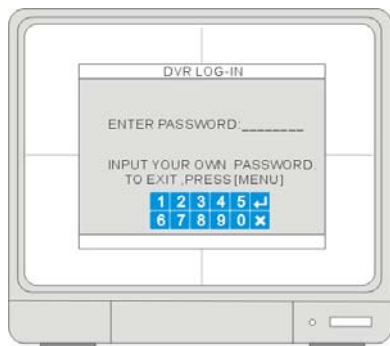 DVR LOG-IN
ENTER PASSWORD:________
INPUT YOUR OWN PASSWORD
TO EXIT ,PRESS [MENU]
1 2 3 4 5 ↵
6 7 8 9 0 ×